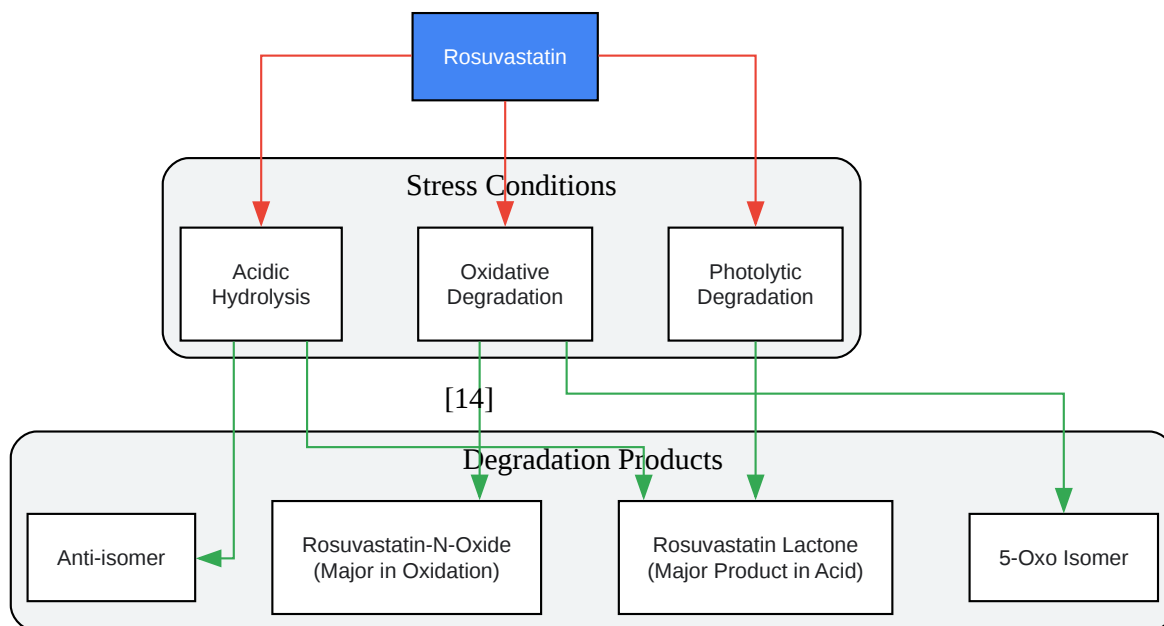 Rosuvastatin
Stress Conditions
Acidic
Hydrolysis
Oxidative
Degradation
Photolytic
Degradation
[14]
Degradation Products
Anti-isomer
Rosuvastatin-N-Oxide
(Major in Oxidation)
Rosuvastatin Lactone
(Major Product in Acid)
5-Oxo Isomer